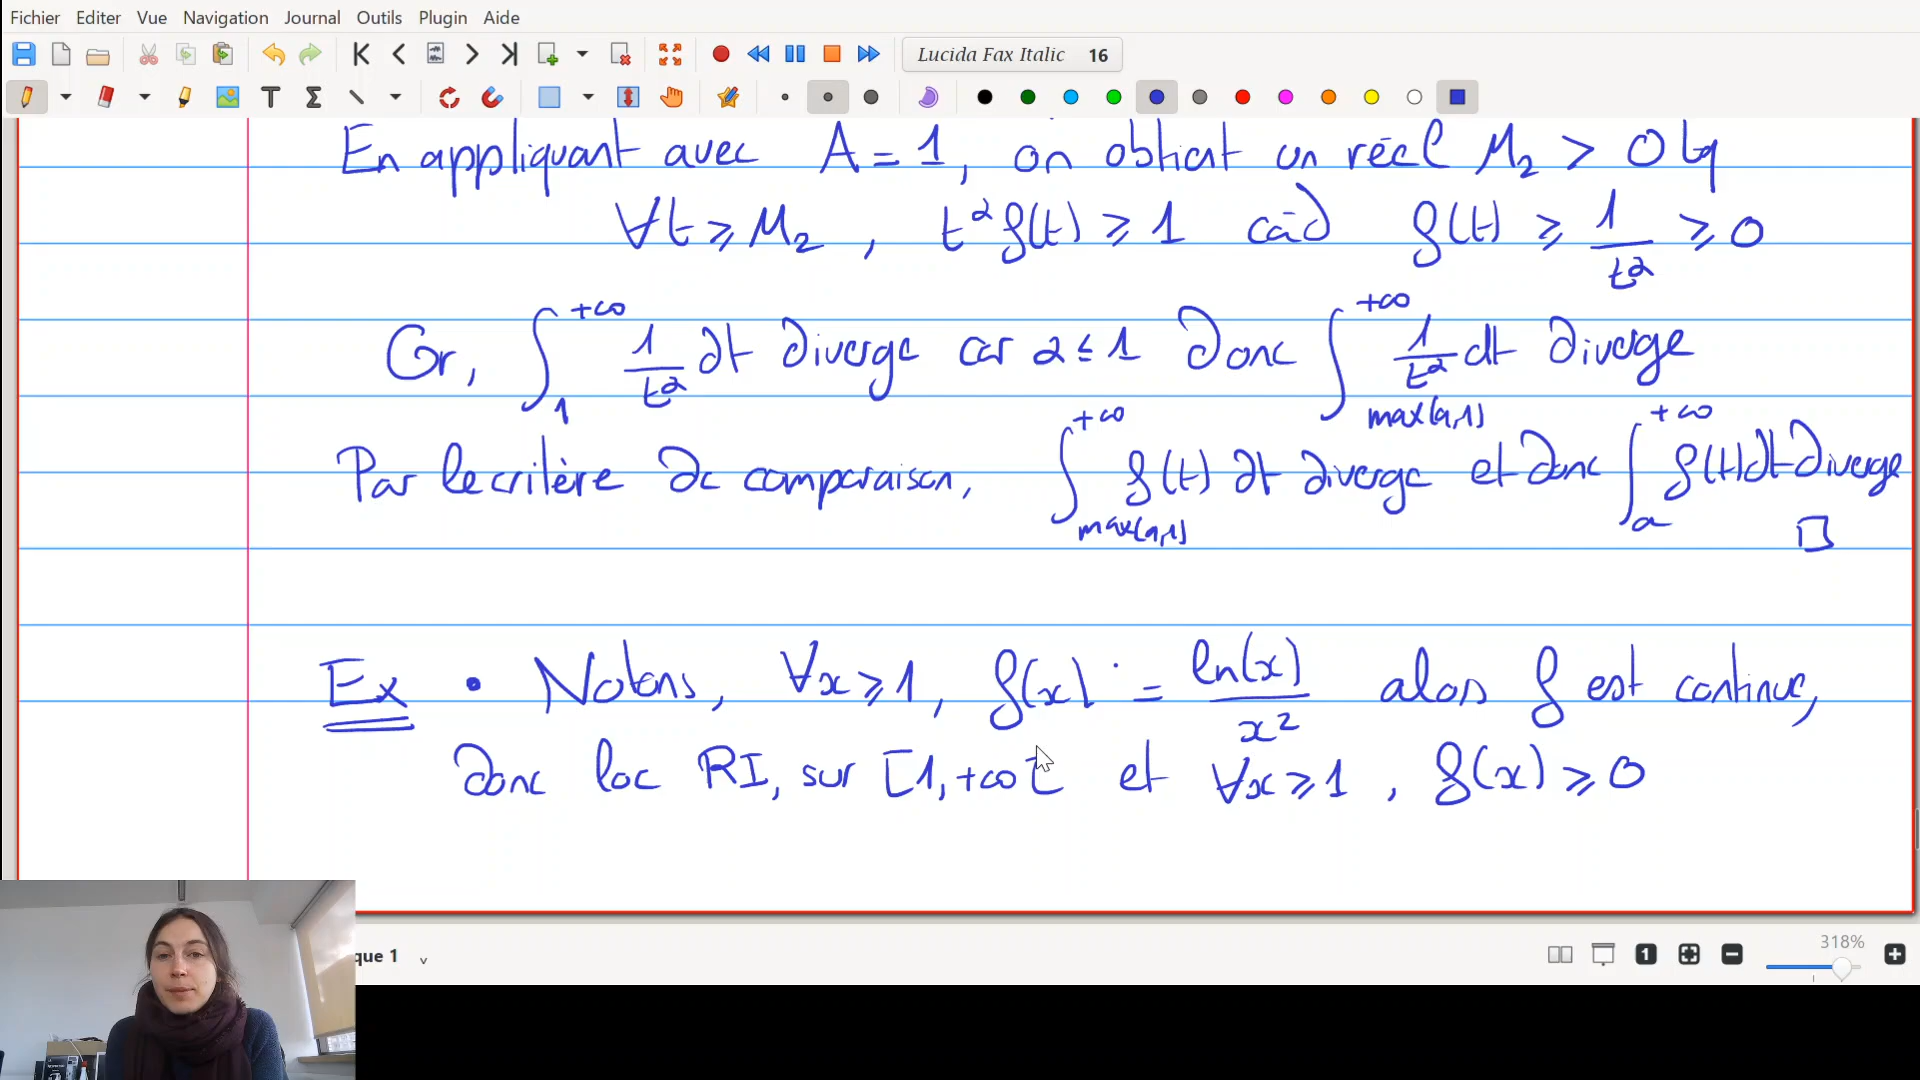 Fichier Editer Vue Navigation Journal Outils Plugin Aide
Lucida Fax Italic 16
En appliquant avec A = 1, on obtient un réel M₂ > 0 tq
∀t ≥ M₂, t^α f(t) ≥ 1 càd f(t) ≥ 1/t^α ≥ 0
Or, ∫_1^{+∞} 1/t^α dt diverge car α ≤ 1 donc ∫_{max(a,1)}^{+∞} 1/t^α dt diverge
Par le critère de comparaison, ∫_{max(a,1)}^{+∞} f(t) dt diverge et donc ∫_a^{+∞} f(t)dt diverge □
Ex • Notons, ∀x ≥ 1, f(x) := ln(x)/x² alors f est continue,
donc loc RI, sur [1,+∞[ et ∀x ≥ 1, f(x) ≥ 0
que 1
318%